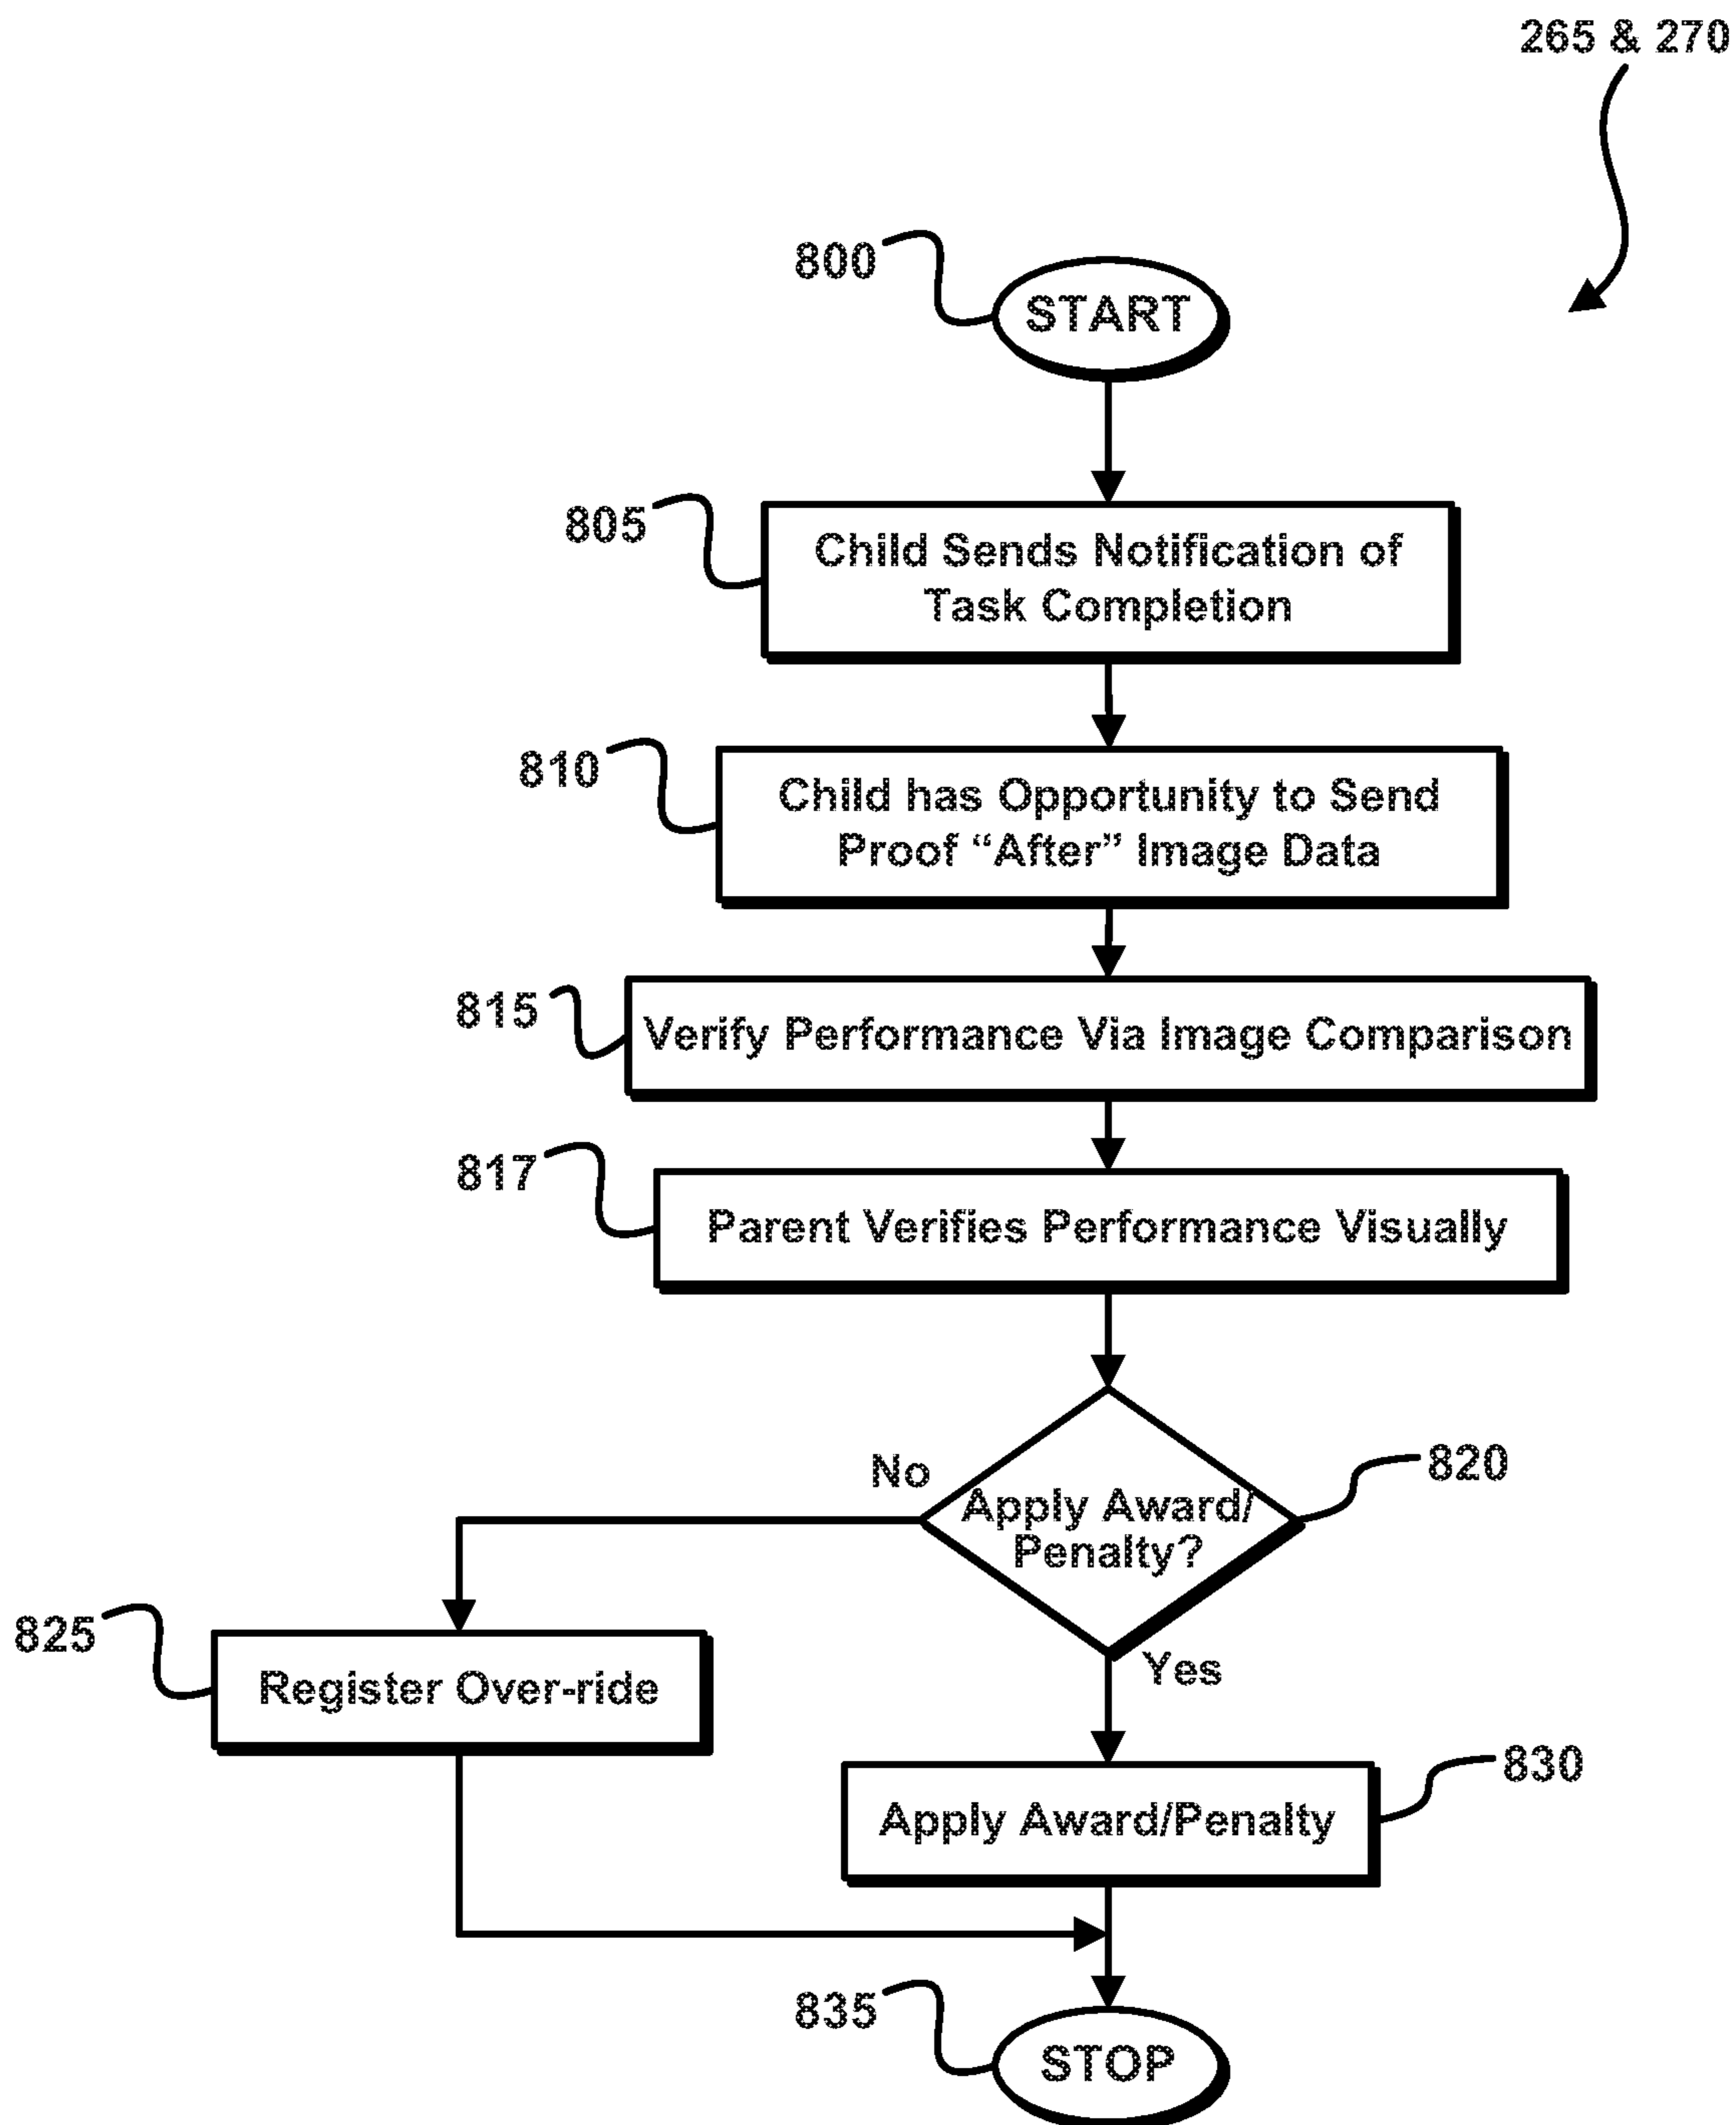 265 & 270
800
START
805
Child Sends Notification of
Task Completion
810
Child has Opportunity to Send
Proof “After” Image Data
815
Verify Performance Via Image Comparison
817
Parent Verifies Performance Visually
No
820
Apply Award/
Penalty?
825
Register Over-ride
Yes
830
Apply Award/Penalty
835
STOP